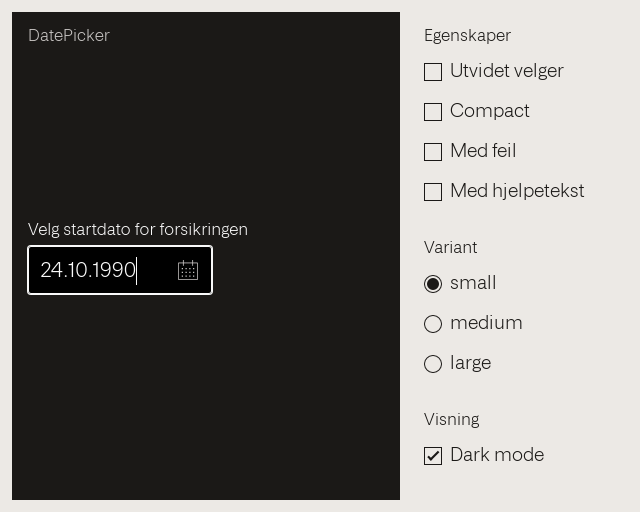 DatePicker
Velg startdato for forsikringen
24.10.1990
Egenskaper
Utvidet velger
Compact
Med feil
Med hjelpetekst
Variant
small
medium
large
Visning
Dark mode